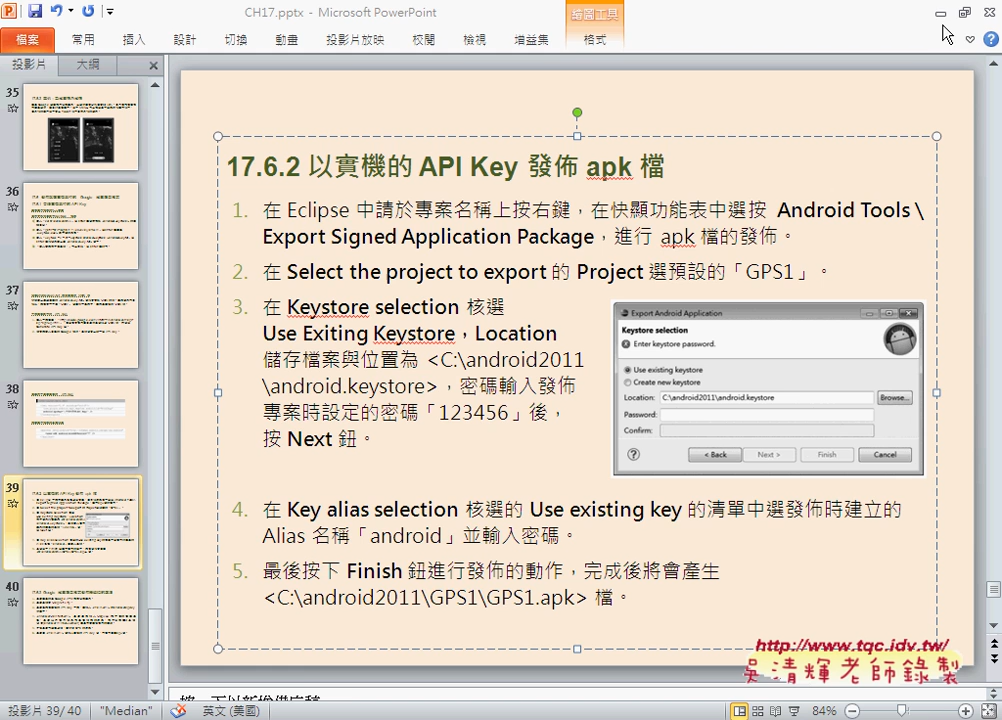 CH17.pptx - Microsoft PowerPoint
繪圖工具
檔案 常用 插入 設計 切換 動畫 投影片放映 校閱 檢視 增益集 格式
投影片 大綱
35
36
37
38
39
40
17.6.2 以實機的 API Key 發佈 apk 檔
1. 在 Eclipse 中請於專案名稱上按右鍵，在快顯功能表中選按 Android Tools \
Export Signed Application Package，進行 apk 檔的發佈。
2. 在 Select the project to export 的 Project 選預設的「GPS1」。
3. 在 Keystore selection 核選
Use Exiting Keystore，Location
儲存檔案與位置為 <C:\android2011
\android.keystore>，密碼輸入發佈
專案時設定的密碼「123456」後，
按 Next 鈕。
Export Android Application
Keystore selection
Enter keystore password.
Use existing keystore
Create new keystore
Location: C:\android2011\android.keystore Browse...
Password:
Confirm:
< Back Next > Finish Cancel
4. 在 Key alias selection 核選的 Use existing key 的清單中選發佈時建立的
Alias 名稱「android」並輸入密碼。
5. 最後按下 Finish 鈕進行發佈的動作，完成後將會產生
<C:\android2011\GPS1\GPS1.apk> 檔。
http://www.tqc.idv.tw/
吳清輝老師錄製
投影片 39/40 "Median" 英文 (美國) 84%